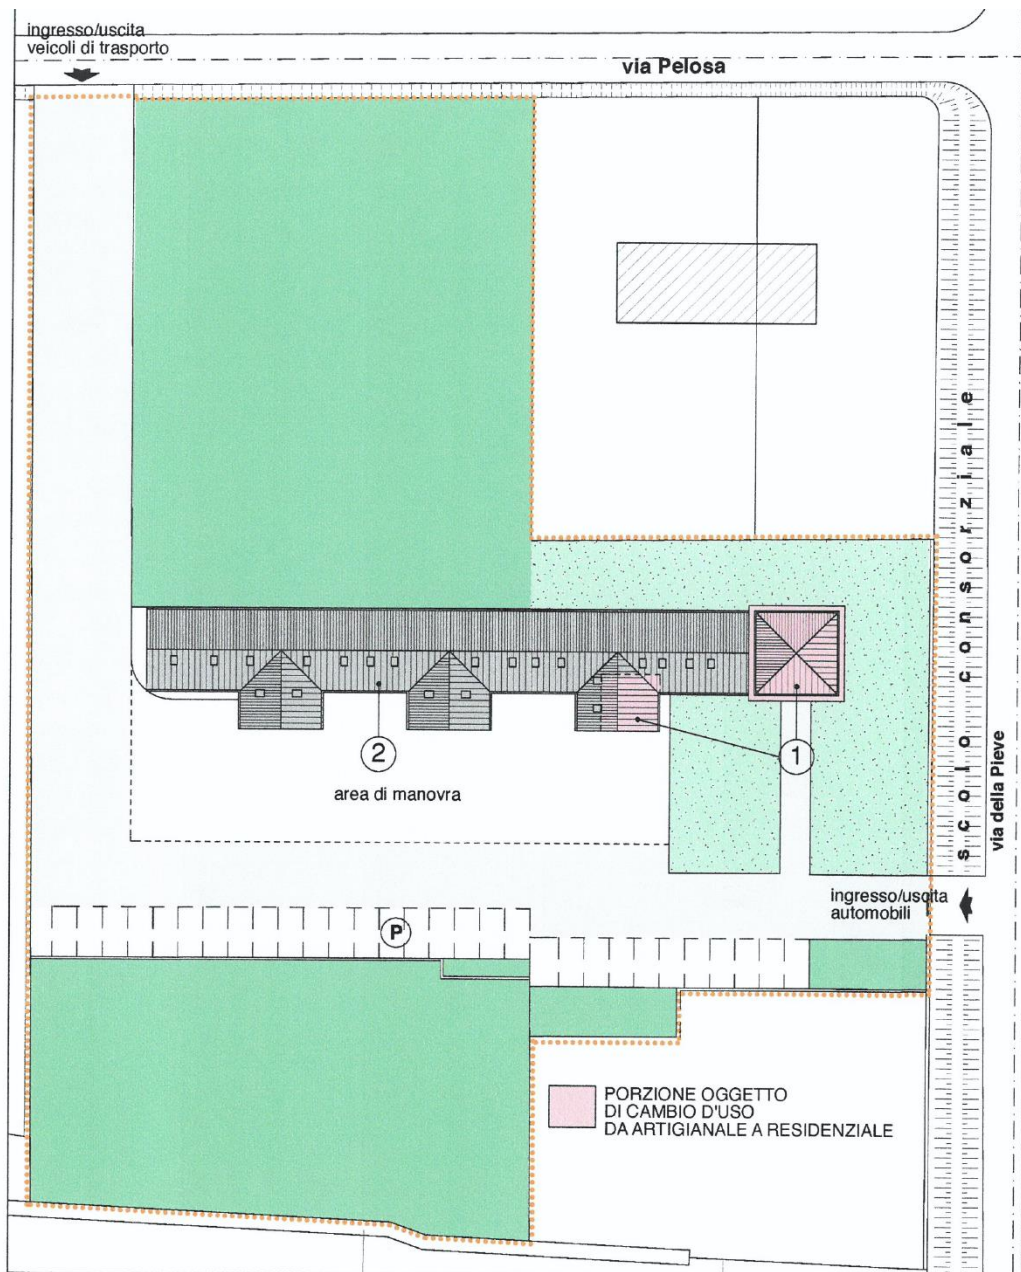 ingresso/uscita
veicoli di trasporto
via Pelosa
scolo consorziale
2
1
area di manovra
via della Pieve
ingresso/uscita
automobili
P
PORZIONE OGGETTO
DI CAMBIO D'USO
DA ARTIGIANALE A RESIDENZIALE